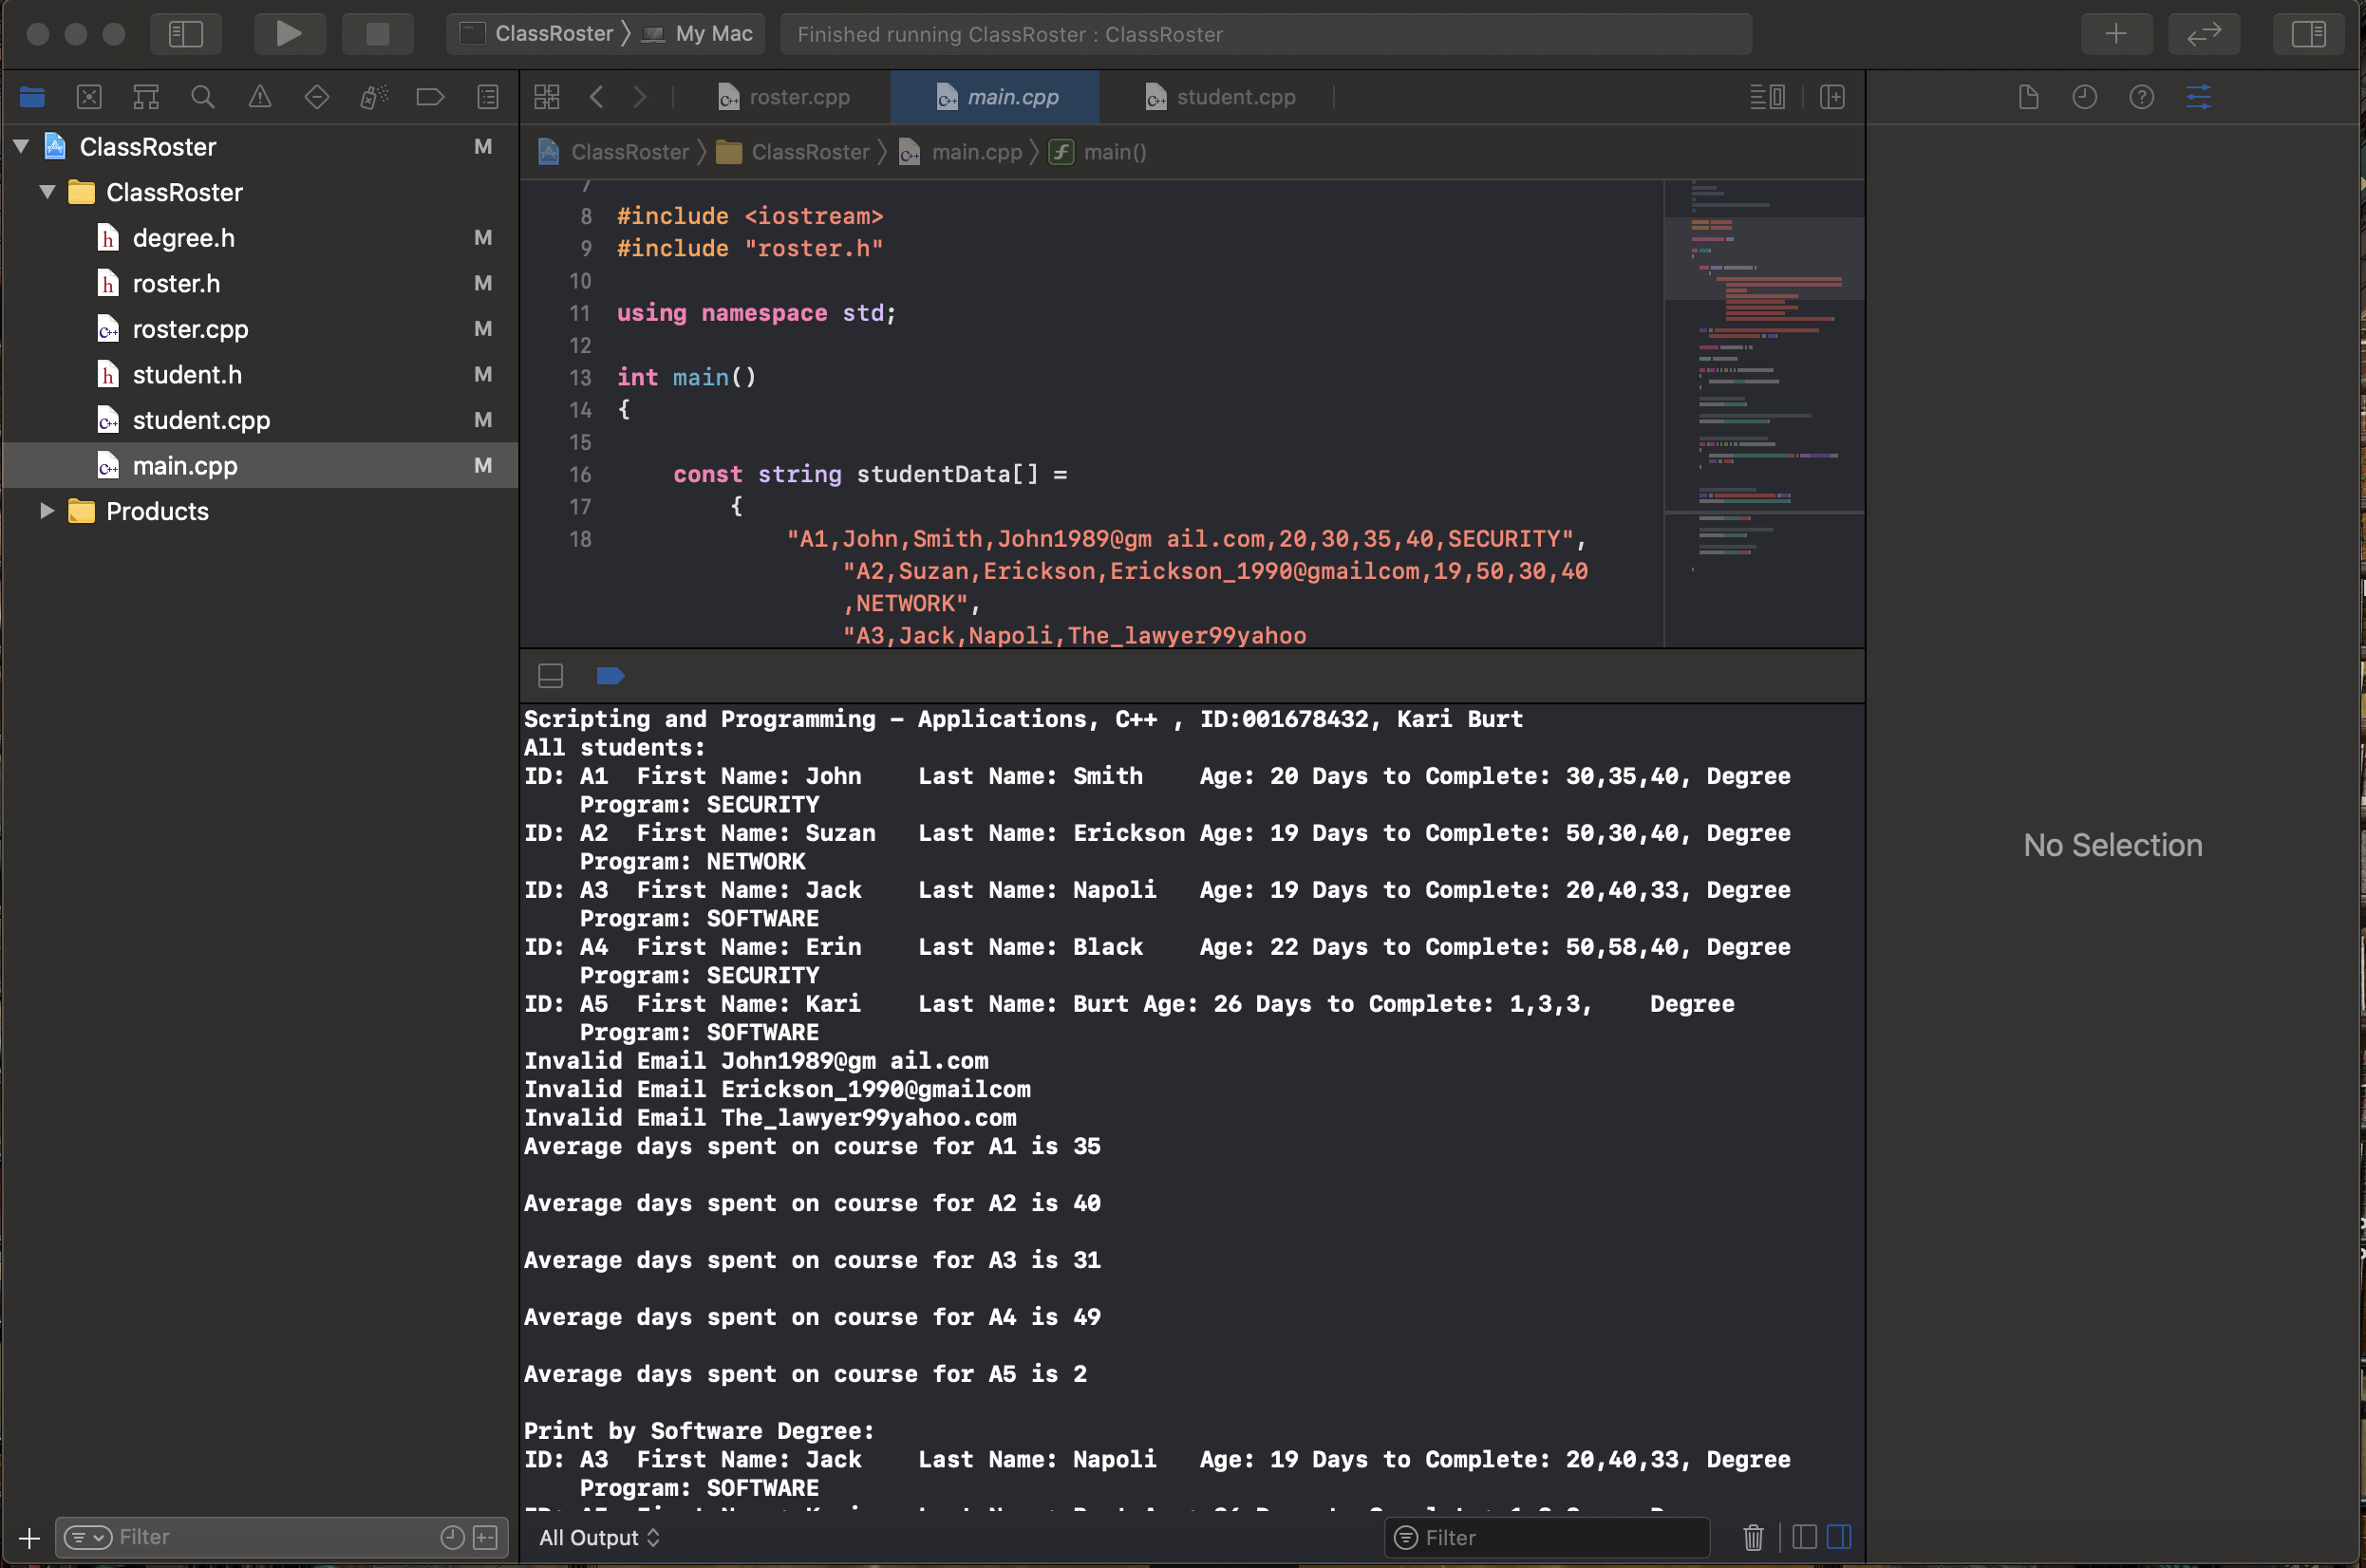 ClassRoster 〉 My Mac
Finished running ClassRoster : ClassRoster
roster.cpp
main.cpp
student.cpp
ClassRoster M
ClassRoster
degree.h M
roster.h M
roster.cpp M
student.h M
student.cpp M
main.cpp M
Products
ClassRoster 〉 ClassRoster 〉 main.cpp 〉 main()
7
8 #include <iostream>
9 #include "roster.h"
10
11 using namespace std;
12
13 int main()
14 {
15
16 const string studentData[] =
17 {
18 "A1,John,Smith,John1989@gm ail.com,20,30,35,40,SECURITY",
"A2,Suzan,Erickson,Erickson_1990@gmailcom,19,50,30,40
,NETWORK",
"A3,Jack,Napoli,The_lawyer99yahoo
Scripting and Programming – Applications, C++ , ID:001678432, Kari Burt
All students:
ID: A1 First Name: John Last Name: Smith Age: 20 Days to Complete: 30,35,40, Degree
Program: SECURITY
ID: A2 First Name: Suzan Last Name: Erickson Age: 19 Days to Complete: 50,30,40, Degree
Program: NETWORK
ID: A3 First Name: Jack Last Name: Napoli Age: 19 Days to Complete: 20,40,33, Degree
Program: SOFTWARE
ID: A4 First Name: Erin Last Name: Black Age: 22 Days to Complete: 50,58,40, Degree
Program: SECURITY
ID: A5 First Name: Kari Last Name: Burt Age: 26 Days to Complete: 1,3,3, Degree
Program: SOFTWARE
Invalid Email John1989@gm ail.com
Invalid Email Erickson_1990@gmailcom
Invalid Email The_lawyer99yahoo.com
Average days spent on course for A1 is 35
Average days spent on course for A2 is 40
Average days spent on course for A3 is 31
Average days spent on course for A4 is 49
Average days spent on course for A5 is 2
Print by Software Degree:
ID: A3 First Name: Jack Last Name: Napoli Age: 19 Days to Complete: 20,40,33, Degree
Program: SOFTWARE
No Selection
Filter
All Output
Filter